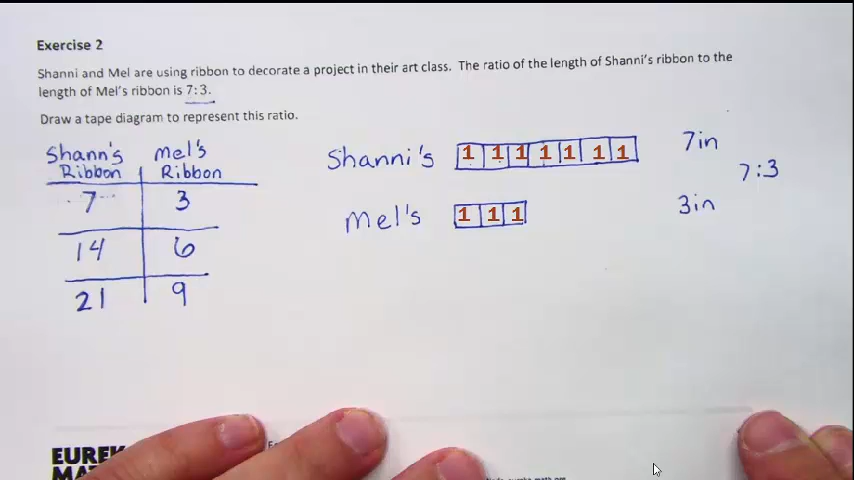 Exercise 2
Shanni and Mel are using ribbon to decorate a project in their art class. The ratio of the length of Shanni's ribbon to the
length of Mel's ribbon is 7:3.
Draw a tape diagram to represent this ratio.
Shann's Mel's
Ribbon Ribbon
7 3
14 6
21 9
Shanni's 1 1 1 1 1 1 1 7in
7:3
Mel's 1 1 1 3in
EUREK
MA